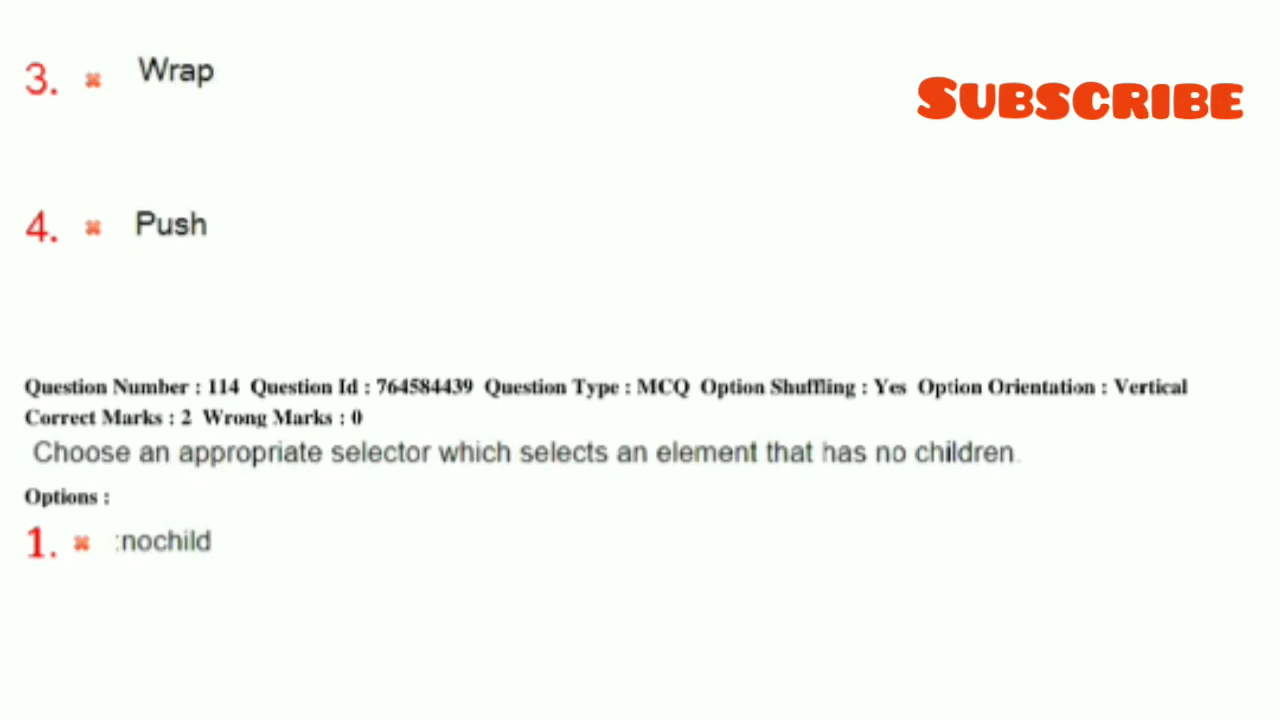 3. Wrap
SUBSCRIBE
4. Push
Question Number : 114 Question Id : 764584439 Question Type : MCQ Option Shuffling : Yes Option Orientation : Vertical
Correct Marks : 2 Wrong Marks : 0
Choose an appropriate selector which selects an element that has no children.
Options :
1. :nochild